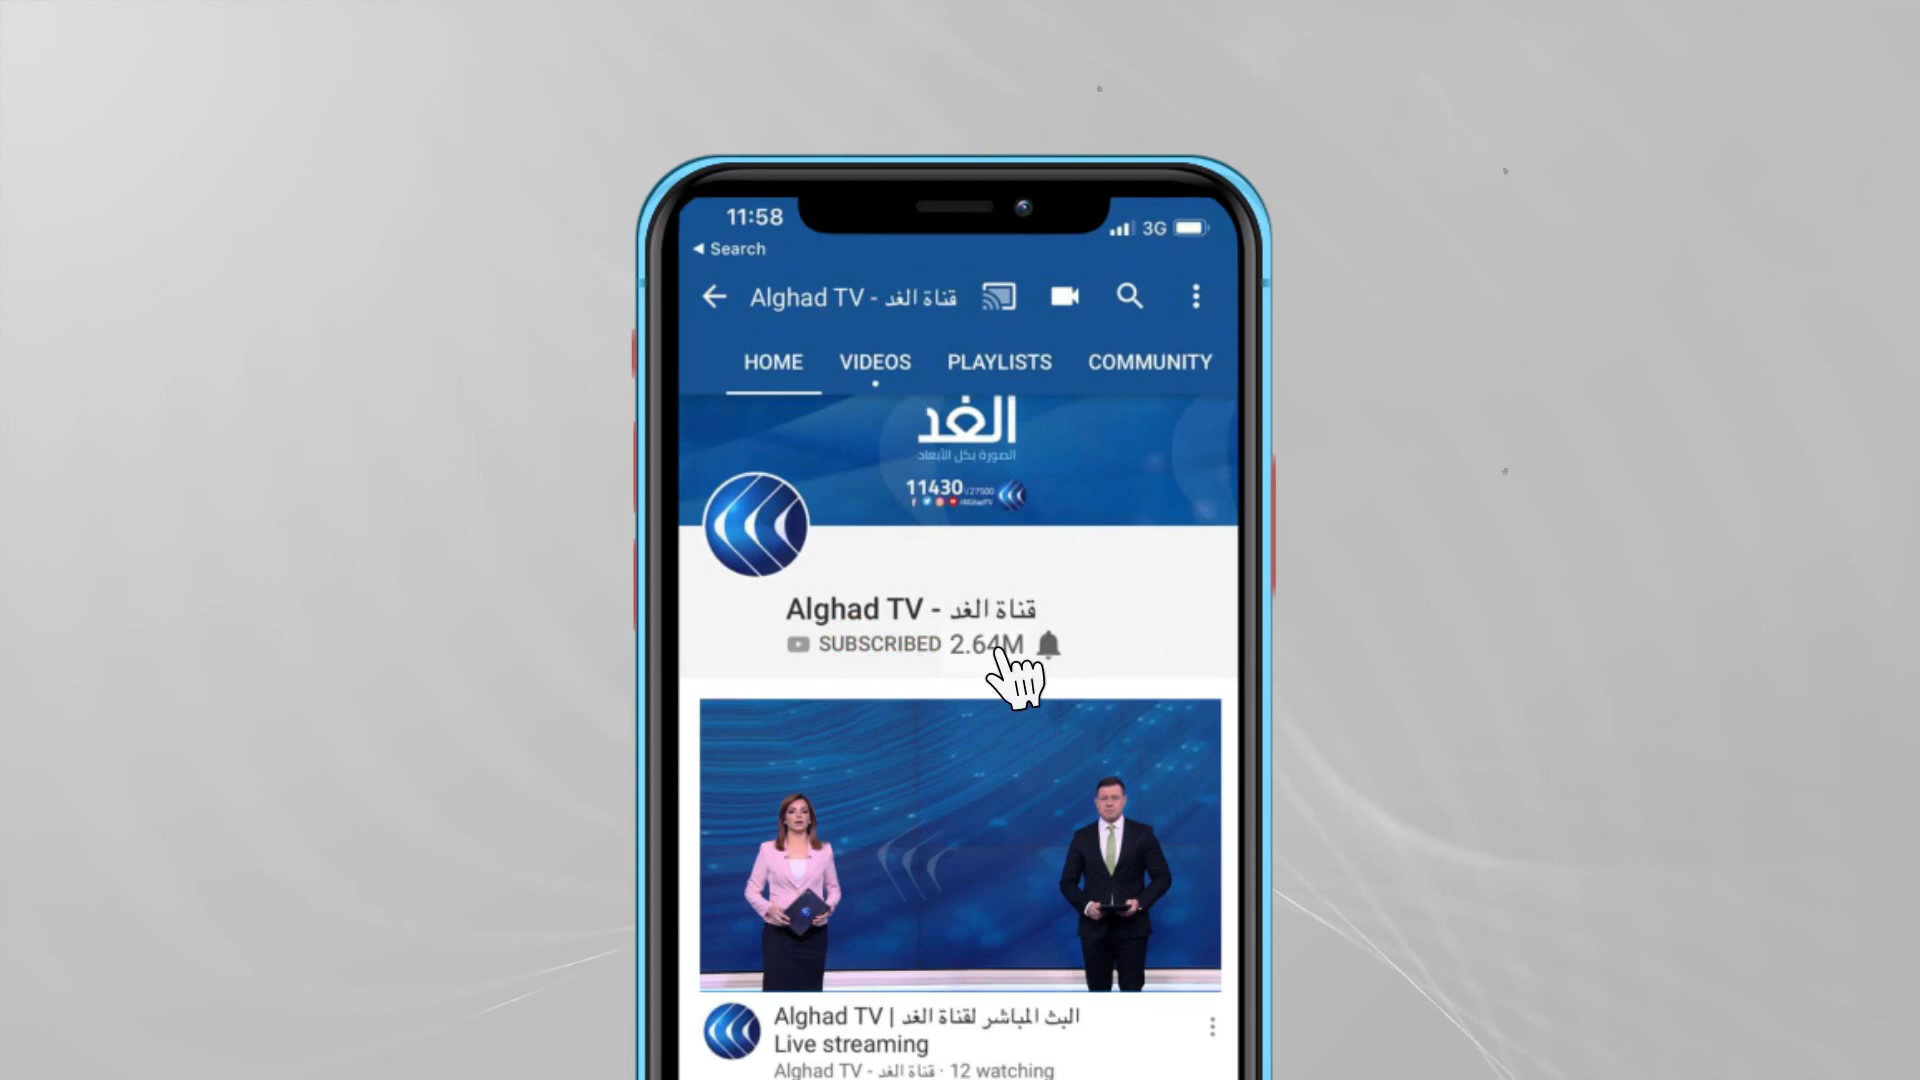 11:58
3G
Search
Alghad TV - قناة الغد
HOME VIDEOS PLAYLISTS COMMUNITY
الغد
الصورة بكل الأبعاد
11430
27500
AlGhadTV
Alghad TV - قناة الغد
SUBSCRIBED 2.64M
Alghad TV | البث المباشر لقناة الغد
Live streaming
Alghad TV - قناة الغد · 12 watching